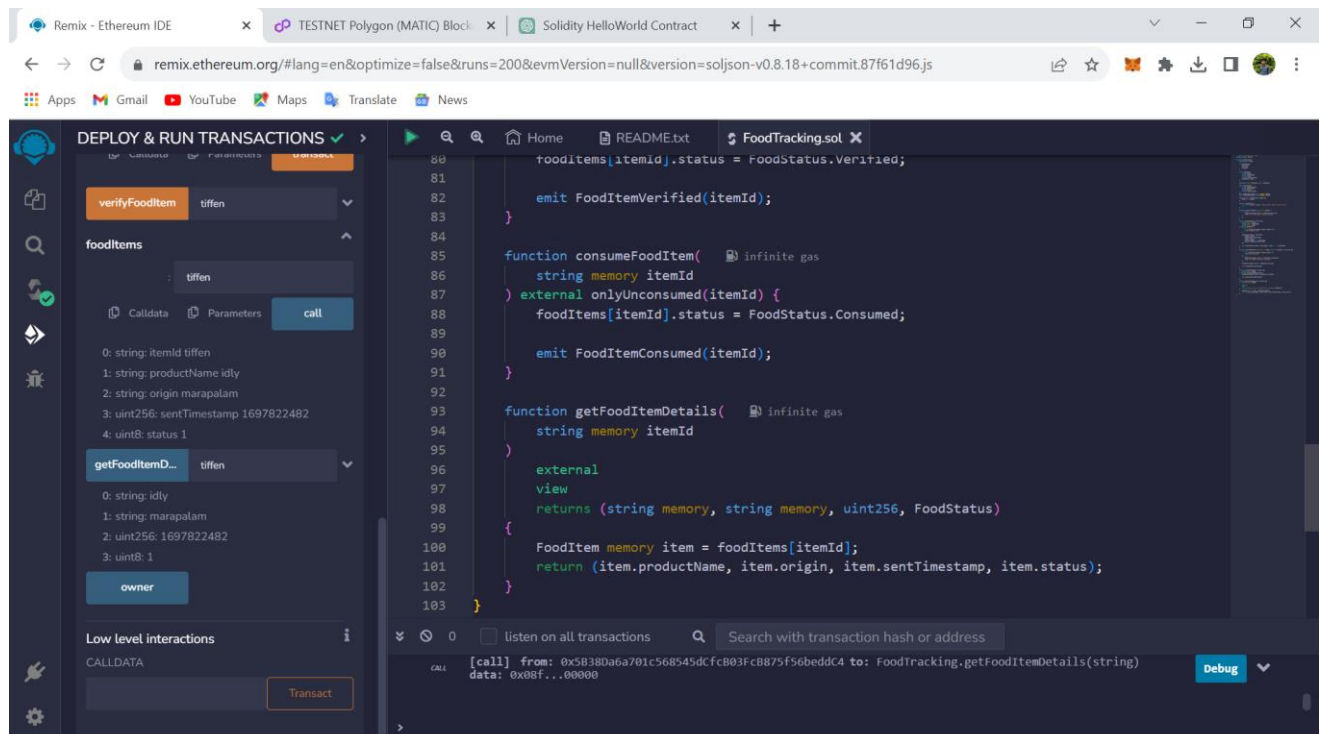 Remix - Ethereum IDE
TESTNET Polygon (MATIC) Block
Solidity HelloWorld Contract
remix.ethereum.org/#lang=en&optimize=false&runs=200&evmVersion=null&version=soljson-v0.8.18+commit.87f61d96.js
Apps Gmail YouTube Maps Translate News
DEPLOY & RUN TRANSACTIONS
Calldata Parameters transact
verifyFoodItem tiffen
foodItems
: tiffen
Calldata Parameters call
0: string: itemId tiffen
1: string: productName idly
2: string: origin marapalam
3: uint256: sentTimestamp 1697822482
4: uint8: status 1
getFoodItemD... tiffen
0: string: idly
1: string: marapalam
2: uint256: 1697822482
3: uint8: 1
owner
Low level interactions
i
CALLDATA
Transact
Home README.txt FoodTracking.sol
80 foodItems[itemId].status = FoodStatus.Verified;
81
82 emit FoodItemVerified(itemId);
83 }
84
85 function consumeFoodItem( infinite gas
86 string memory itemId
87 ) external onlyUnconsumed(itemId) {
88 foodItems[itemId].status = FoodStatus.Consumed;
89
90 emit FoodItemConsumed(itemId);
91 }
92
93 function getFoodItemDetails( infinite gas
94 string memory itemId
95 )
96 external
97 view
98 returns (string memory, string memory, uint256, FoodStatus)
99 {
100 FoodItem memory item = foodItems[itemId];
101 return (item.productName, item.origin, item.sentTimestamp, item.status);
102 }
103 }
0 listen on all transactions Search with transaction hash or address
CALL [call] from: 0x5B38Da6a701c568545dCfcB03FcB875f56beddC4 to: FoodTracking.getFoodItemDetails(string)
data: 0x08f...00000
Debug
>